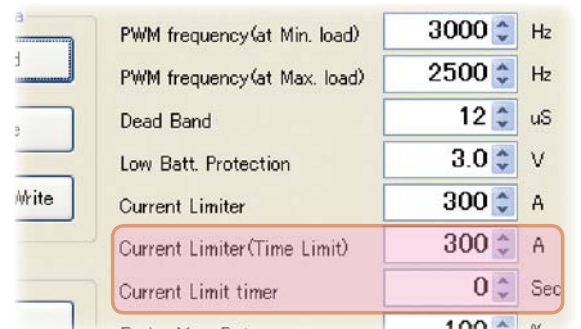 PWM frequency(at Min. load) 3000 Hz
PWM frequency(at Max. load) 2500 Hz
Dead Band 12 uS
Low Batt. Protection 3.0 V
Write Current Limiter 300 A
Current Limiter(Time Limit) 300 A
Current Limit timer 0 Sec
100 %